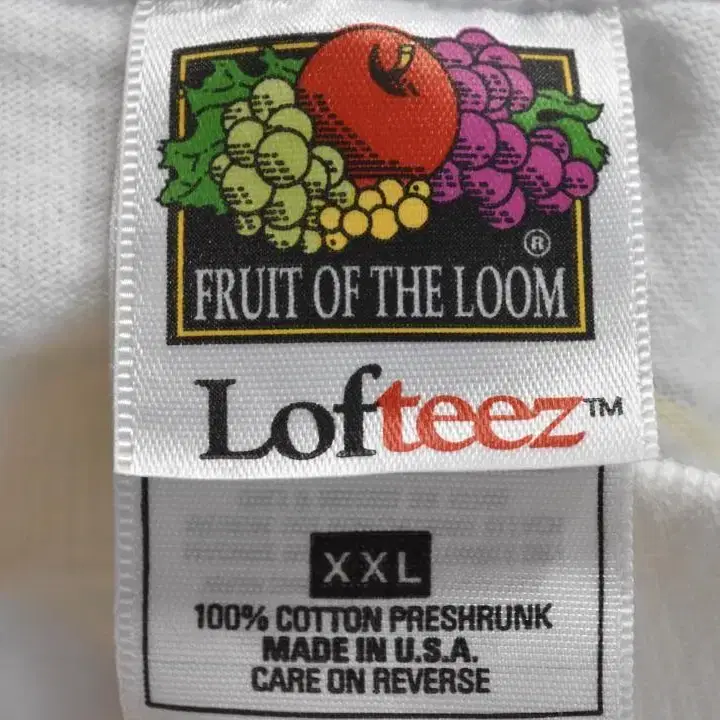 ®
FRUIT OF THE LOOM
Lofteez™
XXL
100% COTTON PRESHRUNK
MADE IN U.S.A.
CARE ON REVERSE